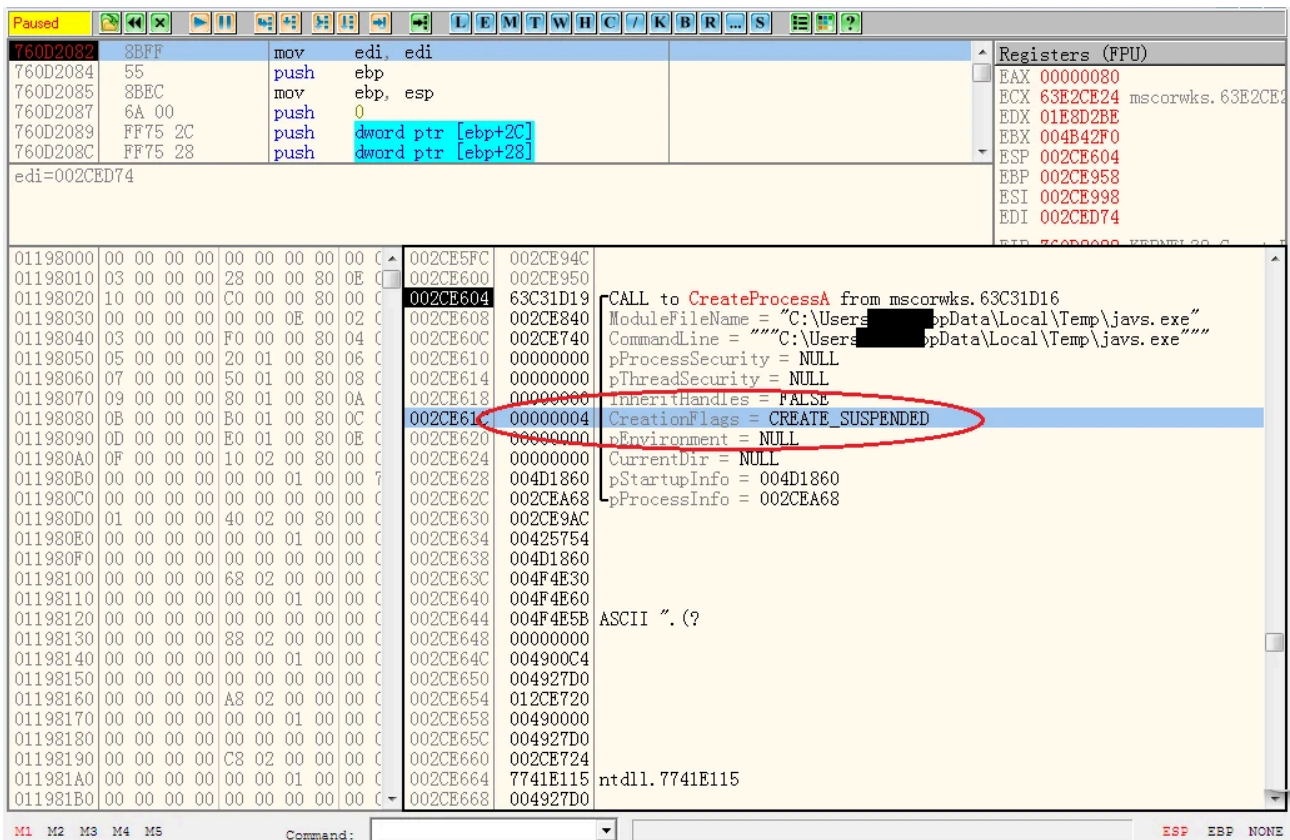 Paused
L E M T W H C / K B R ... S ?
760D2082 8BFF mov edi, edi
760D2084 55 push ebp
760D2085 8BEC mov ebp, esp
760D2087 6A 00 push 0
760D2089 FF75 2C push dword ptr [ebp+2C]
760D208C FF75 28 push dword ptr [ebp+28]
edi=002CED74
Registers (FPU)
EAX 00000080
ECX 63E2CE24 mscorwks.63E2CE2
EDX 01E8D2BE
EBX 004B42F0
ESP 002CE604
EBP 002CE958
ESI 002CE998
EDI 002CED74
01198000 00 00 00 00 00 00 00 00 00
01198010 03 00 00 00 28 00 00 80 0E
01198020 10 00 00 00 C0 00 00 80 00
01198030 00 00 00 00 00 00 0E 00 02
01198040 03 00 00 00 F0 00 00 80 04
01198050 05 00 00 00 20 01 00 80 06
01198060 07 00 00 00 50 01 00 80 08
01198070 09 00 00 00 80 01 00 80 0A
01198080 0B 00 00 00 B0 01 00 80 0C
01198090 0D 00 00 00 E0 01 00 80 0E
011980A0 0F 00 00 00 10 02 00 80 00
011980B0 00 00 00 00 00 00 01 00 00
011980C0 00 00 00 00 00 00 00 00 00
011980D0 01 00 00 00 40 02 00 80 00
011980E0 00 00 00 00 00 00 01 00 00
011980F0 00 00 00 00 00 00 00 00 00
01198100 00 00 00 00 68 02 00 00 00
01198110 00 00 00 00 00 00 01 00 00
01198120 00 00 00 00 00 00 00 00 00
01198130 00 00 00 00 88 02 00 00 00
01198140 00 00 00 00 00 00 01 00 00
01198150 00 00 00 00 00 00 00 00 00
01198160 00 00 00 00 A8 02 00 00 00
01198170 00 00 00 00 00 00 01 00 00
01198180 00 00 00 00 00 00 00 00 00
01198190 00 00 00 00 C8 02 00 00 00
011981A0 00 00 00 00 00 00 01 00 00
011981B0 00 00 00 00 00 00 00 00 00
002CE5FC 002CE94C
002CE600 002CE950
002CE604 63C31D19 CALL to CreateProcessA from mscorwks.63C31D16
002CE608 002CE840 ModuleFileName = "C:\Users ppData\Local\Temp\javs.exe"
002CE60C 002CE740 CommandLine = """C:\Users ppData\Local\Temp\javs.exe"""
002CE610 00000000 pProcessSecurity = NULL
002CE614 00000000 pThreadSecurity = NULL
002CE618 00000000 InheritHandles = FALSE
002CE61C 00000004 CreationFlags = CREATE_SUSPENDED
002CE620 00000000 pEnvironment = NULL
002CE624 00000000 CurrentDir = NULL
002CE628 004D1860 pStartupInfo = 004D1860
002CE62C 002CEA68 pProcessInfo = 002CEA68
002CE630 002CE9AC
002CE634 00425754
002CE638 004D1860
002CE63C 004F4E30
002CE640 004F4E60
002CE644 004F4E5B ASCII ".(?
002CE648 00000000
002CE64C 004900C4
002CE650 004927D0
002CE654 012CE720
002CE658 00490000
002CE65C 004927D0
002CE660 002CE724
002CE664 7741E115 ntdll.7741E115
002CE668 004927D0
M1 M2 M3 M4 M5 Command: ESP EBP NONE